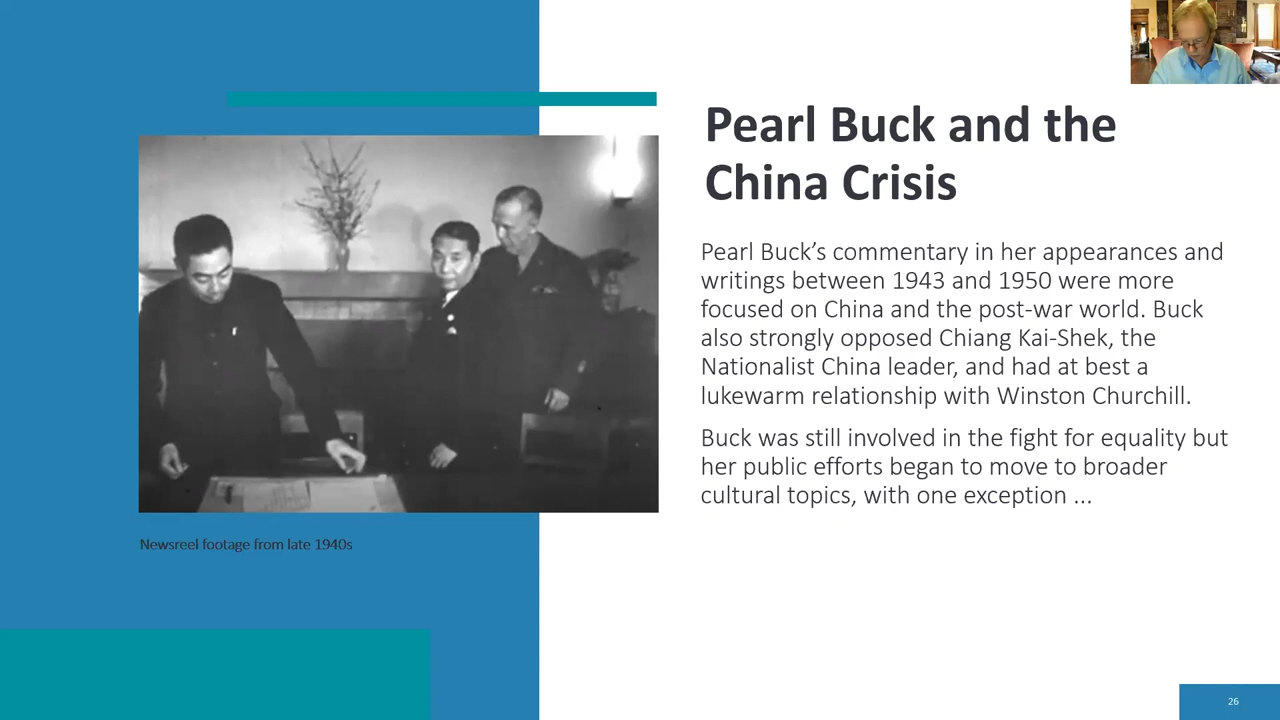 Pearl Buck and the
China Crisis
Pearl Buck’s commentary in her appearances and
writings between 1943 and 1950 were more
focused on China and the post-war world. Buck
also strongly opposed Chiang Kai-Shek, the
Nationalist China leader, and had at best a
lukewarm relationship with Winston Churchill.
Buck was still involved in the fight for equality but
her public efforts began to move to broader
cultural topics, with one exception ...
Newsreel footage from late 1940s
26